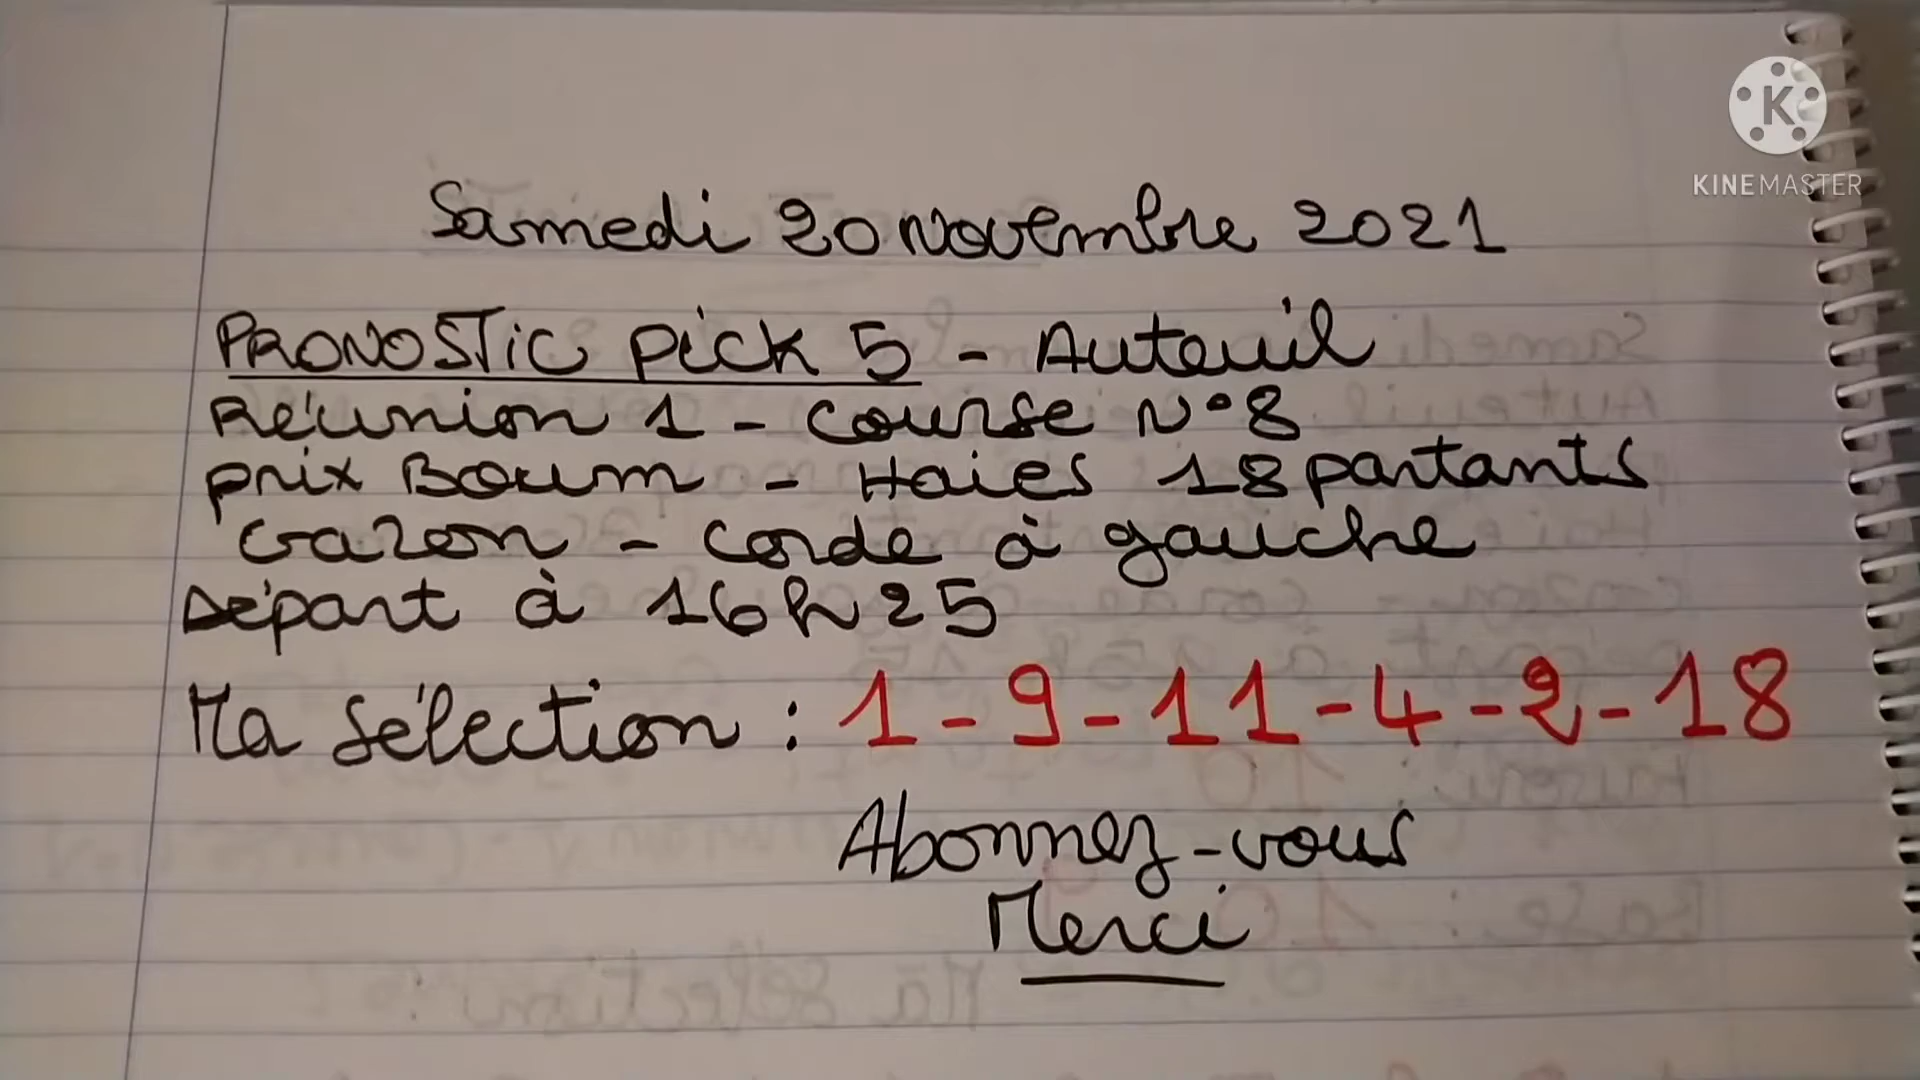 K
KINEMASTER
Samedi 20 Novembre 2021
PRONOSTIC PICK 5 - Auteuil
Réunion 1 - course N°8
prix Boum - Haies 18 partants
Gazon - corde à gauche
Départ à 16h25
Ma sélection : 1 - 9 - 11 - 4 - 2 - 18
Abonnez-vous
Merci